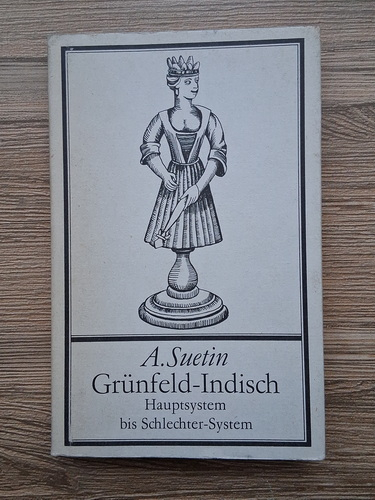 A. Suetin
Grünfeld-Indisch
Hauptsystem
bis Schlechter-System